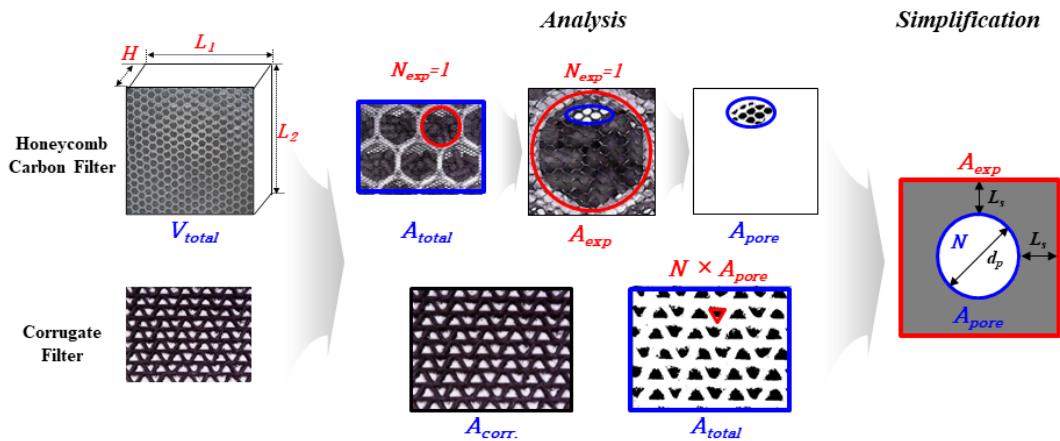 Analysis
Simplification
H
L1
L2
Nexp=1
Nexp=1
Honeycomb
Carbon Filter
Vtotal
Atotal
Aexp
Apore
Aexp
Ls
N
dp
Ls
Apore
N × Apore
Corrugate
Filter
Acorr.
Atotal